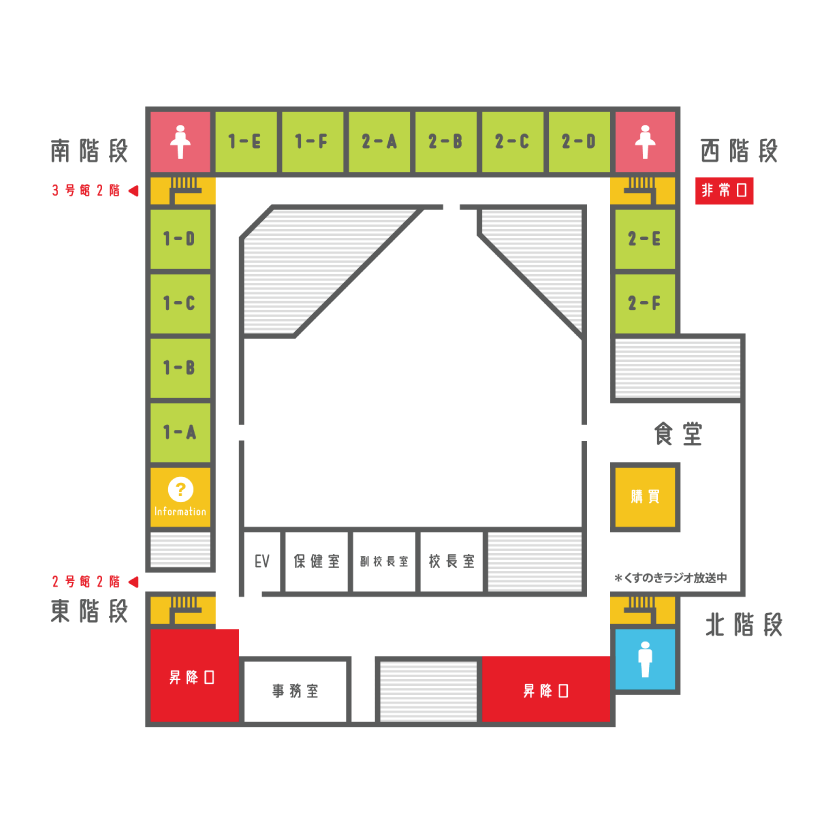 1-E
1-F
2-A
2-B
2-C
2-D
南階段
西階段
3号館2階
非常口
1-D
2-E
1-C
2-F
1-B
1-A
食堂
?
Information
購買
EV
保健室
副校長室
校長室
2号館2階
*くすのきラジオ放送中
東階段
北階段
昇降口
事務室
昇降口